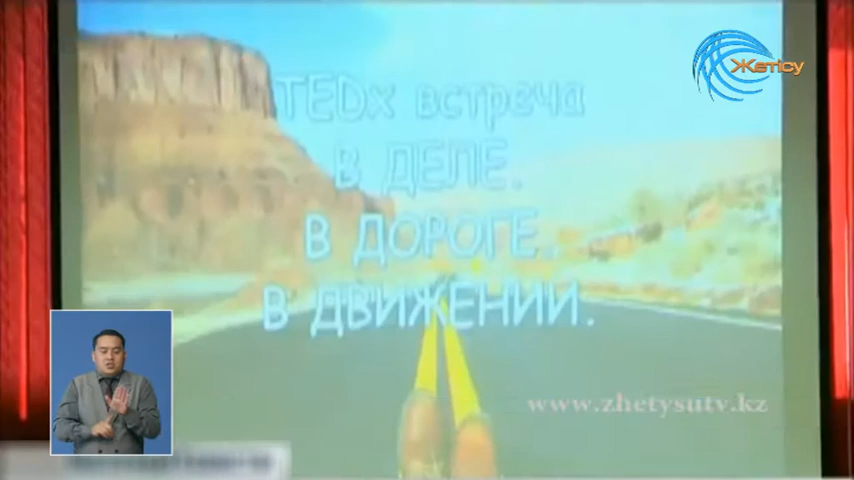 Жетісу
TEDx встреча
В ДЕЛЕ.
В ДОРОГЕ.
В ДВИЖЕНИИ.
www.zhetysutv.kz